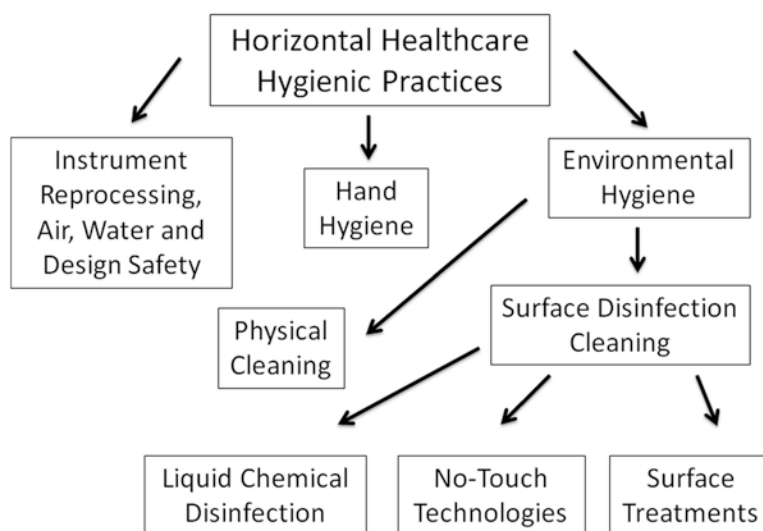 Horizontal Healthcare
Hygienic Practices
Instrument
Reprocessing,
Air, Water and
Design Safety
Hand
Hygiene
Environmental
Hygiene
Physical
Cleaning
Surface Disinfection
Cleaning
Liquid Chemical
Disinfection
No-Touch
Technologies
Surface
Treatments